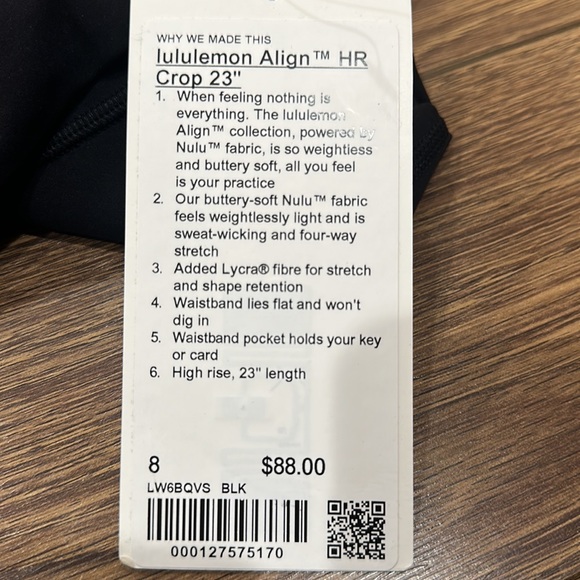 WHY WE MADE THIS
lululemon Align™ HR
Crop 23"
1. When feeling nothing is
everything. The lululemon
Align™ collection, powered by
Nulu™ fabric, is so weightless
and buttery soft, all you feel
is your practice
2. Our buttery-soft Nulu™ fabric
feels weightlessly light and is
sweat-wicking and four-way
stretch
3. Added Lycra® fibre for stretch
and shape retention
4. Waistband lies flat and won't
dig in
5. Waistband pocket holds your key
or card
6. High rise, 23" length
8 $88.00
LW6BQVS BLK
000127575170